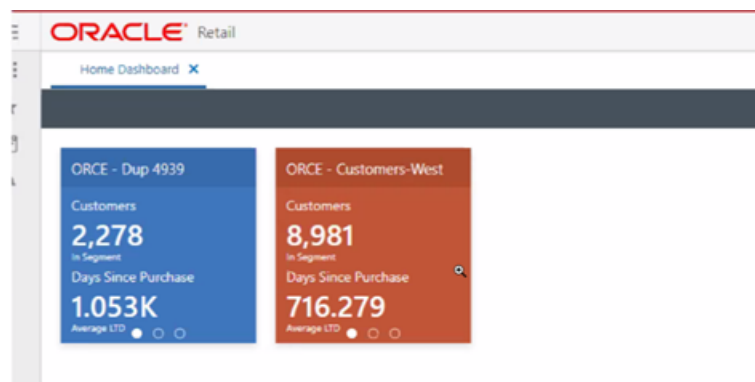 ORACLE® Retail
Home Dashboard ✕
ORCE - Dup 4939
Customers
2,278
In Segment
Days Since Purchase
1.053K
Average LTD
ORCE - Customers-West
Customers
8,981
In Segment
Days Since Purchase
716.279
Average LTD